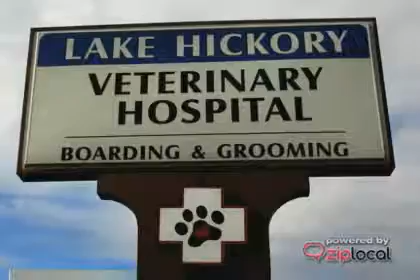 LAKE HICKORY
VETERINARY
HOSPITAL
BOARDING & GROOMING
powered by
ziplocal